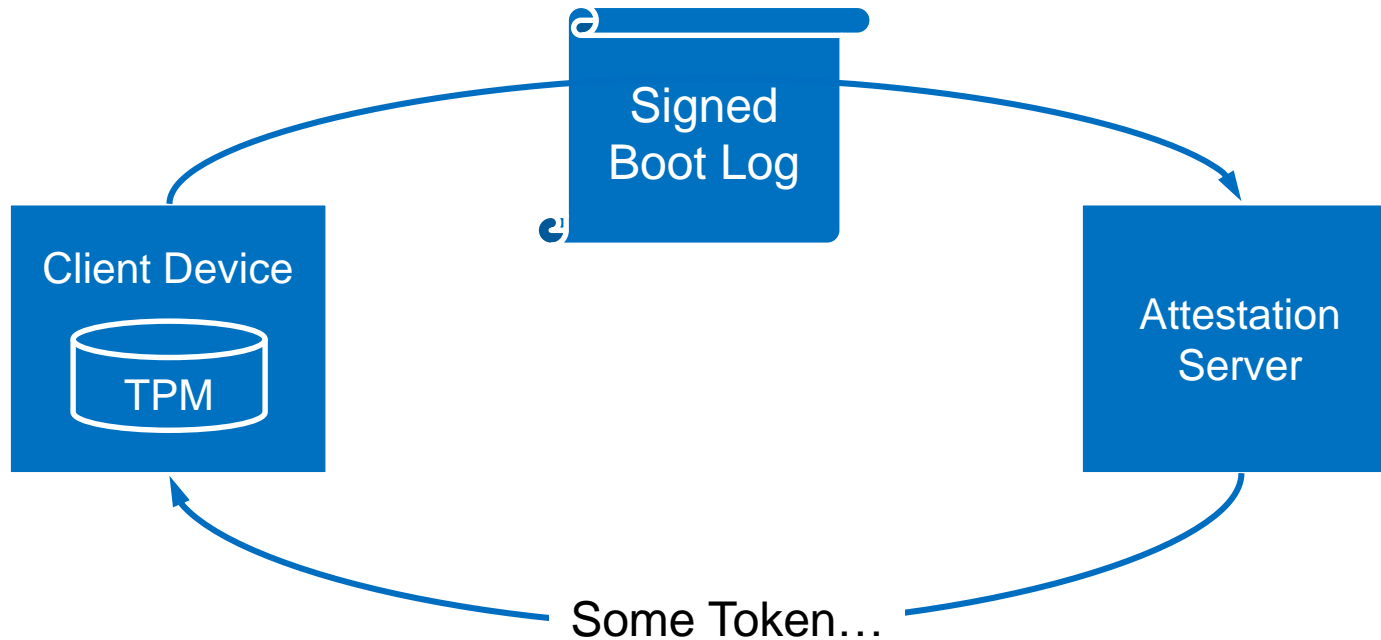 Signed
Boot Log
Client Device
TPM
Attestation
Server
Some Token…